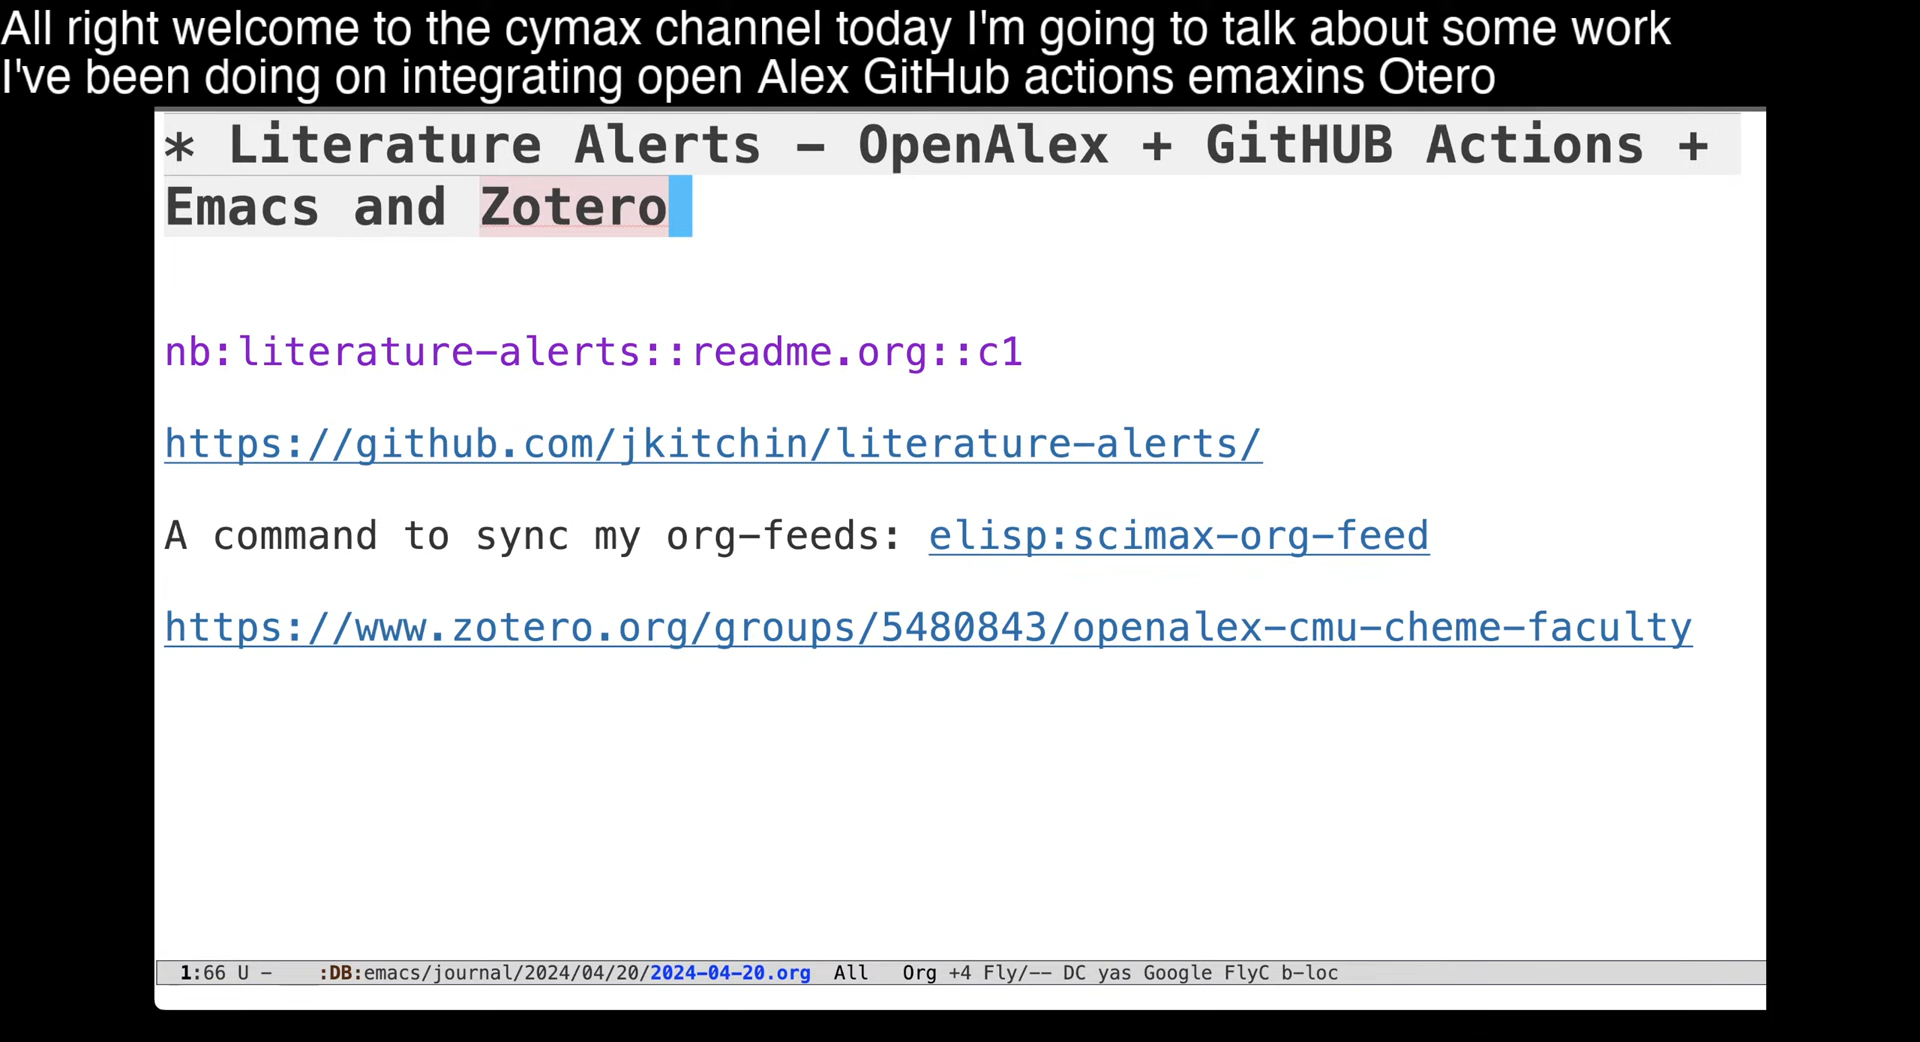 All right welcome to the cymax channel today I'm going to talk about some work
I've been doing on integrating open Alex GitHub actions emaxins Otero
* Literature Alerts – OpenAlex + GitHUB Actions +
Emacs and Zotero
nb:literature-alerts::readme.org::c1
https://github.com/jkitchin/literature-alerts/
A command to sync my org-feeds: elisp:scimax-org-feed
https://www.zotero.org/groups/5480843/openalex-cmu-cheme-faculty
1:66 U – :DB:emacs/journal/2024/04/20/2024-04-20.org All Org +4 Fly/-- DC yas Google FlyC b-loc